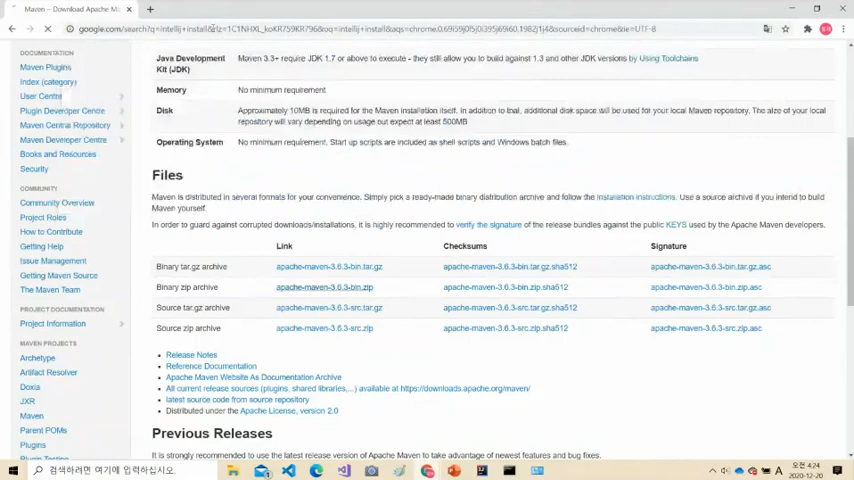 Maven – Download Apache Ma
google.com/search?q=intellij+install&rlz=1C1NHXL_koKR759KR796&oq=intellij+install&aqs=chrome.0.69i59l0j5i0j395i69i60.1982j1j4&sourceid=chrome&ie=UTF-8
DOCUMENTATION
Maven Plugins
Index (category)
User Centre
Plugin Developer Centre
Maven Central Repository
Maven Developer Centre
Books and Resources
Security
COMMUNITY
Community Overview
Project Roles
How to Contribute
Getting Help
Issue Management
Getting Maven Source
The Maven Team
PROJECT DOCUMENTATION
Project Information
MAVEN PROJECTS
Archetype
Artifact Resolver
Doxia
JXR
Maven
Parent POMs
Plugins
Plugin Testing
Java Development Kit (JDK)
Maven 3.3+ require JDK 1.7 or above to execute - they still allow you to build against 1.3 and other JDK versions by Using Toolchains
Memory
No minimum requirement
Disk
Approximately 10MB is required for the Maven installation itself. In addition to that, additional disk space will be used for your local Maven repository. The size of your local
repository will vary depending on usage but expect at least 500MB
Operating System
No minimum requirement. Start up scripts are included as shell scripts and Windows batch files.
Files
Maven is distributed in several formats for your convenience. Simply pick a ready-made binary distribution archive and follow the installation instructions. Use a source archive if you intend to build
Maven yourself.
In order to guard against corrupted downloads/installations, it is highly recommended to verify the signature of the release bundles against the public KEYS used by the Apache Maven developers.
Link Checksums Signature
Binary tar.gz archive apache-maven-3.6.3-bin.tar.gz apache-maven-3.6.3-bin.tar.gz.sha512 apache-maven-3.6.3-bin.tar.gz.asc
Binary zip archive apache-maven-3.6.3-bin.zip apache-maven-3.6.3-bin.zip.sha512 apache-maven-3.6.3-bin.zip.asc
Source tar.gz archive apache-maven-3.6.3-src.tar.gz apache-maven-3.6.3-src.tar.gz.sha512 apache-maven-3.6.3-src.tar.gz.asc
Source zip archive apache-maven-3.6.3-src.zip apache-maven-3.6.3-src.zip.sha512 apache-maven-3.6.3-src.zip.asc
Release Notes
Reference Documentation
Apache Maven Website As Documentation Archive
All current release sources (plugins, shared libraries,...) available at https://downloads.apache.org/maven/
latest source code from source repository
Distributed under the Apache License, version 2.0
Previous Releases
It is strongly recommended to use the latest release version of Apache Maven to take advantage of newest features and bug fixes.
검색하려면 여기에 입력하십시오.
A
오전 4:24
2020-12-20